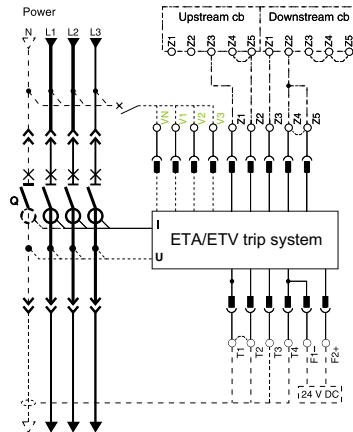 Power
N L1 L2 L3
Upstream cb Downstream cb
Z1 Z2 Z3 Z4 Z5 Z1 Z2 Z3 Z4 Z5
VN V1 V2 V3 Z1 Z2 Z3 Z4 Z5
Q
I
ETA/ETV trip system
U
T1 T2 T3 T4 F1– F2+
24 V DC